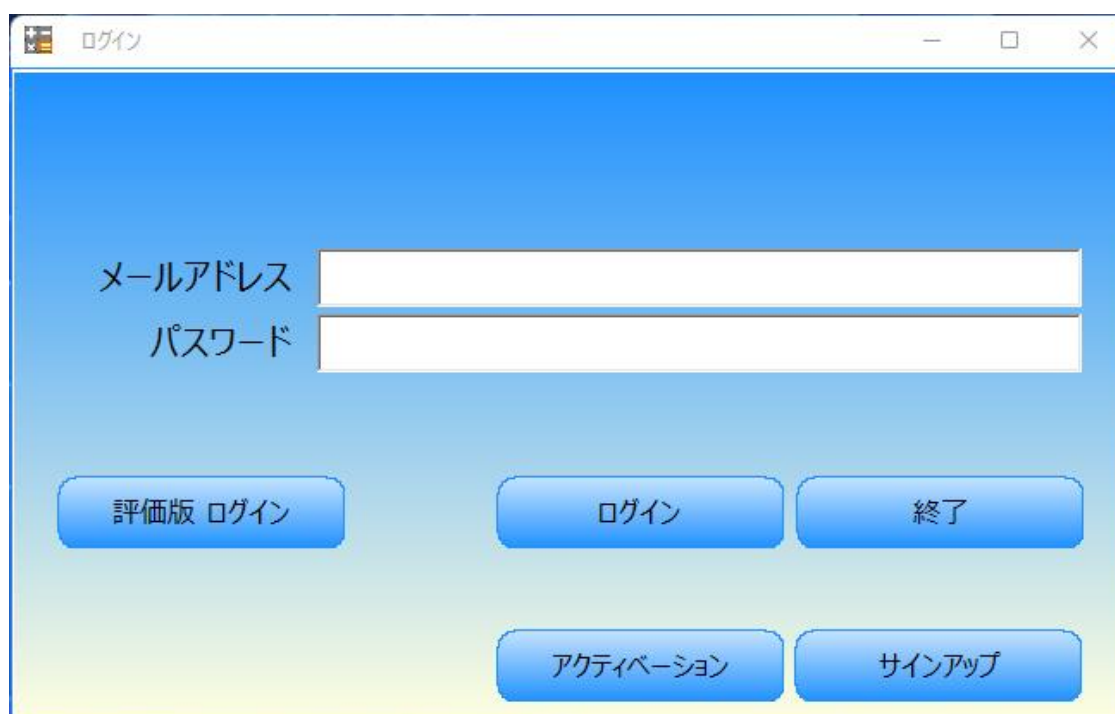 ログイン
メールアドレス
パスワード
評価版 ログイン ログイン 終了
アクティベーション サインアップ